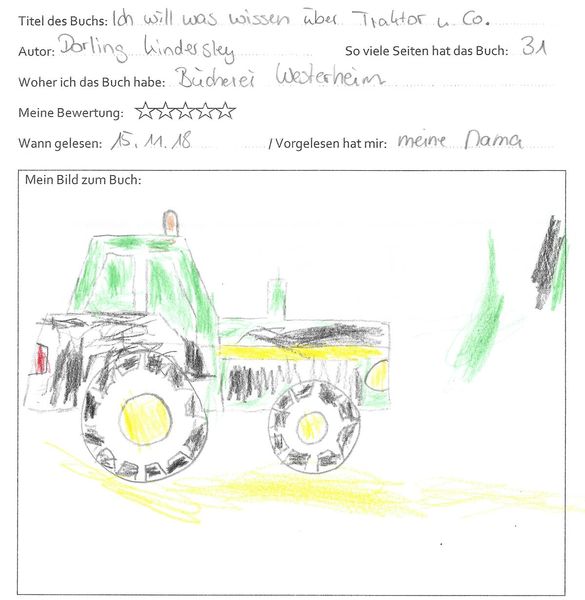 Titel des Buchs: Ich will was wissen über Traktor u Co.
Autor: Dorling Kindersley So viele Seiten hat das Buch: 31
Woher ich das Buch habe: Bücherei Westerheim
Meine Bewertung: ☆☆☆☆☆
Wann gelesen: 15.11.18 / Vorgelesen hat mir: meine Mama
Mein Bild zum Buch: